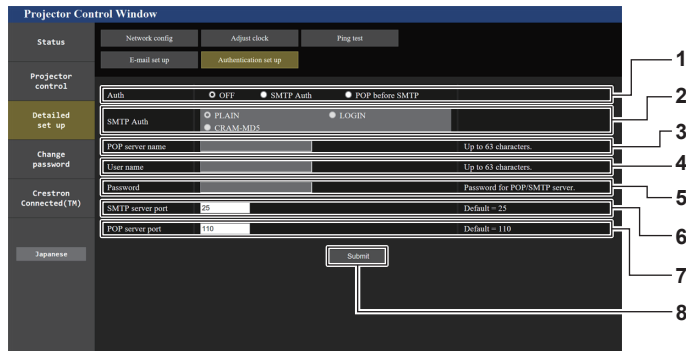 Projector Control Window
Status
Network config Adjust clock Ping test
E-mail set up Authentication set up
Projector
control
Detailed
set up
Change
password
Crestron
Connected(TM)
Japanese
Auth OFF SMTP Auth POP before SMTP
SMTP Auth PLAIN LOGIN
CRAM-MD5
POP server name Up to 63 characters.
User name Up to 63 characters.
Password Password for POP/SMTP server.
SMTP server port 25 Default = 25
POP server port 110 Default = 110
Submit
1
2
3
4
5
6
7
8